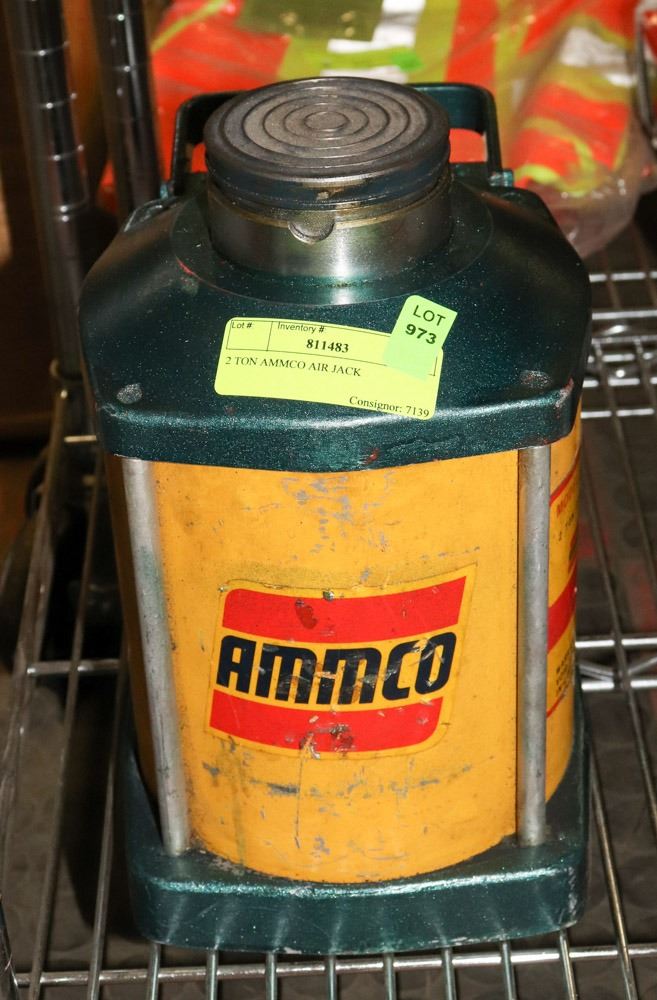 Lot #:
Inventory #
811483
LOT
973
2 TON AMMCO AIR JACK
Consignor: 7139
AMMCO